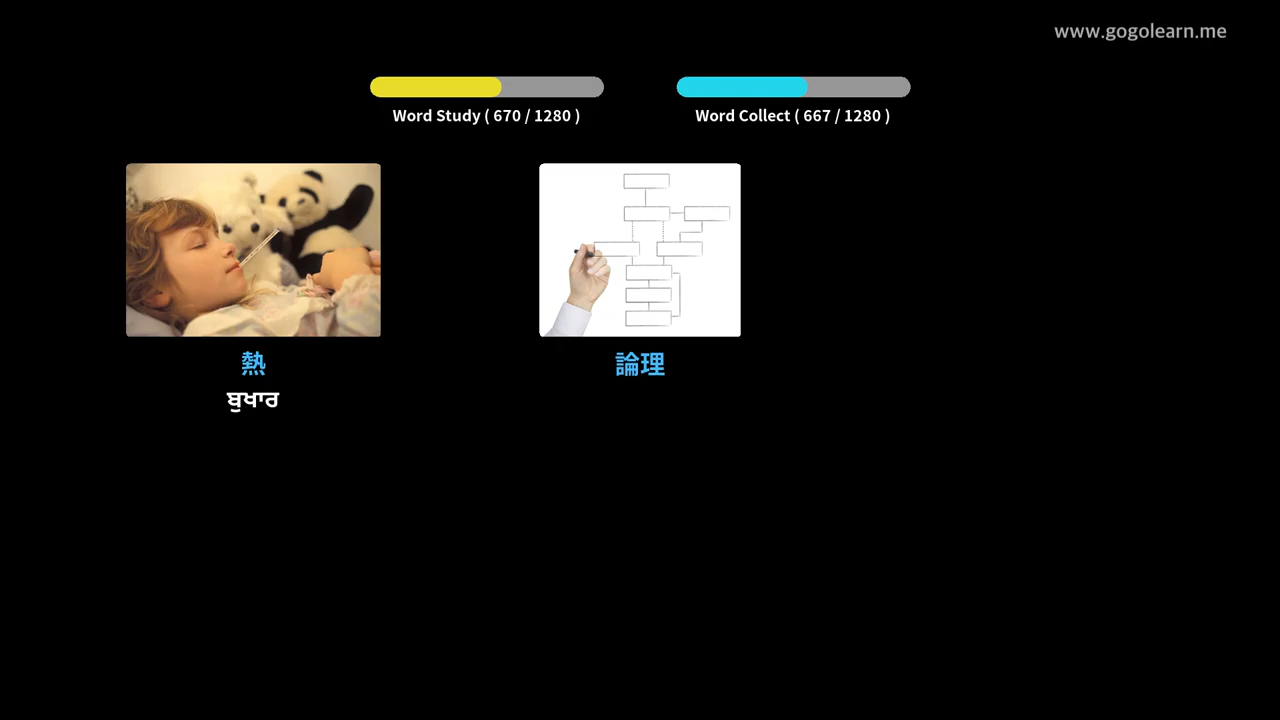 www.gogolearn.me
Word Study ( 670 / 1280 )
Word Collect ( 667 / 1280 )
熱
ਬੁਖਾਰ
論理